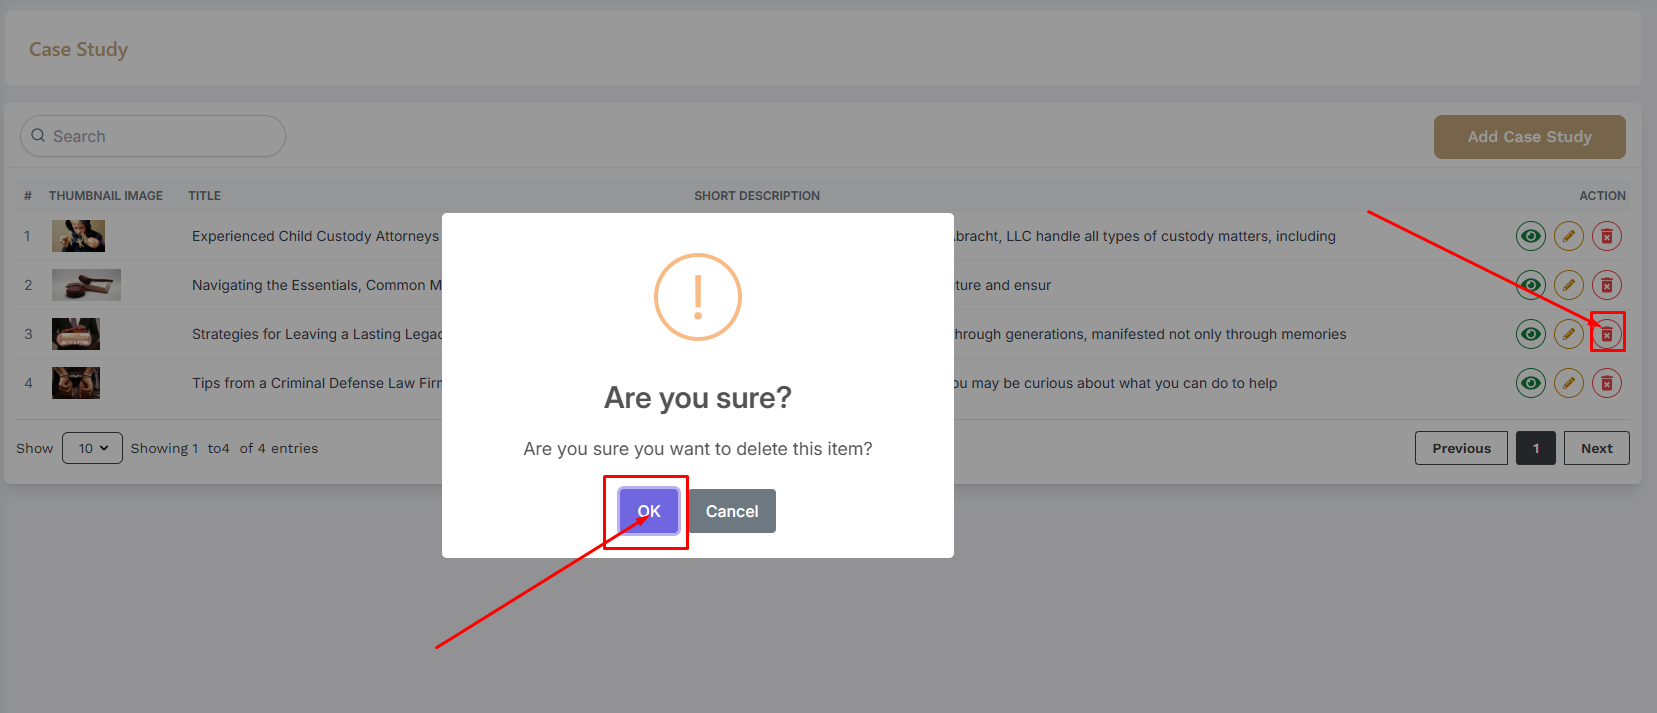 Case Study
Search
Add Case Study
# THUMBNAIL IMAGE TITLE SHORT DESCRIPTION ACTION
1 Experienced Child Custody Attorneys bracht, LLC handle all types of custody matters, including
2 Navigating the Essentials, Common M ture and ensur
3 Strategies for Leaving a Lasting Legac hrough generations, manifested not only through memories
4 Tips from a Criminal Defense Law Firm ou may be curious about what you can do to help
Show 10 Showing 1 to4 of 4 entries
Previous 1 Next
!
Are you sure?
Are you sure you want to delete this item?
OK Cancel